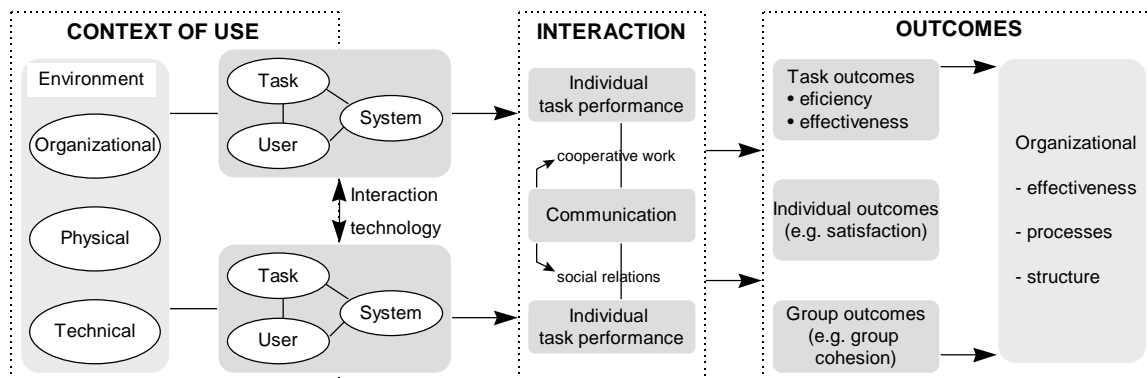 CONTEXT OF USE
Environment
Organizational
Physical
Technical
Task
User
System
Interaction
technology
Task
User
System
INTERACTION
Individual
task performance
cooperative work
Communication
social relations
Individual
task performance
OUTCOMES
Task outcomes
• eficiency
• effectiveness
Individual outcomes
(e.g. satisfaction)
Group outcomes
(e.g. group
cohesion)
Organizational
- effectiveness
- processes
- structure